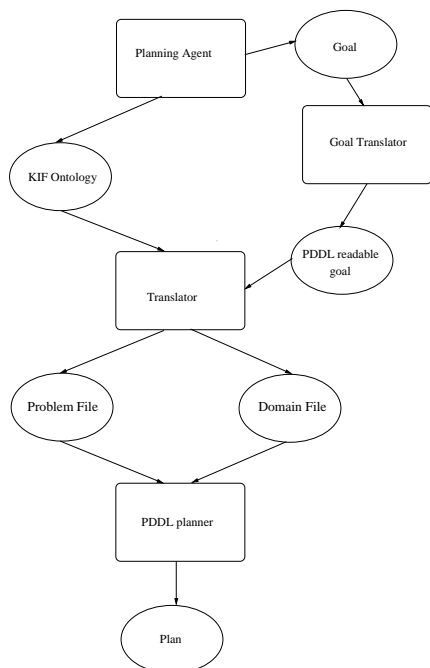 Goal
Planning Agent
Goal Translator
KIF Ontology
PDDL readable
goal
Translator
Problem File
Domain File
PDDL planner
Plan